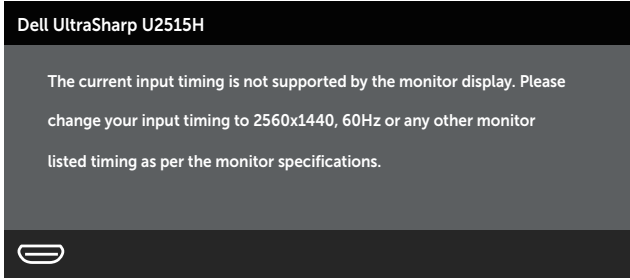 Dell UltraSharp U2515H
The current input timing is not supported by the monitor display. Please
change your input timing to 2560x1440, 60Hz or any other monitor
listed timing as per the monitor specifications.